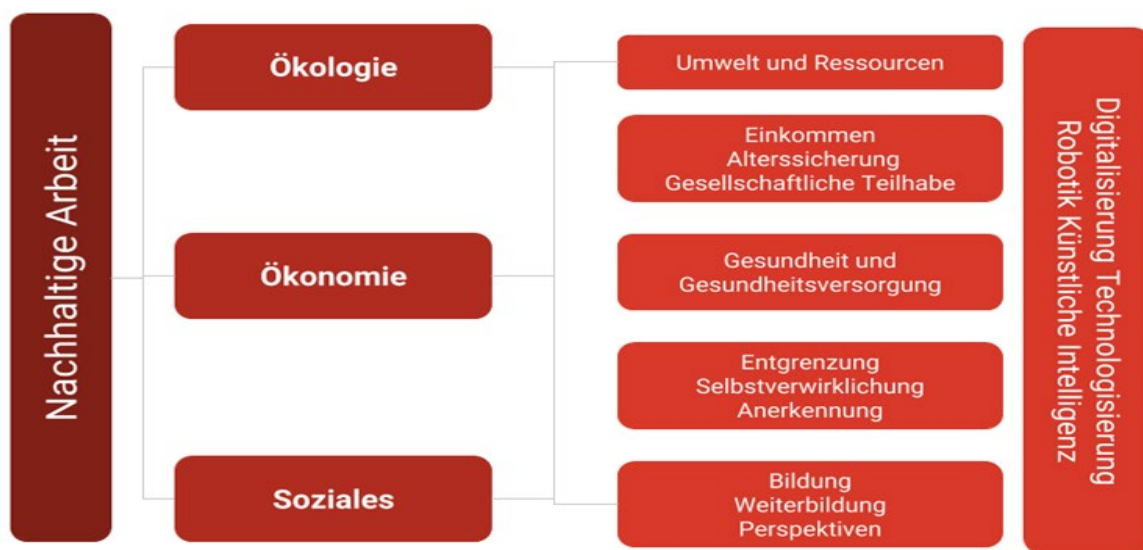 Nachhaltige Arbeit
Ökologie
Ökonomie
Soziales
Umwelt und Ressourcen
Einkommen
Alterssicherung
Gesellschaftliche Teilhabe
Gesundheit und
Gesundheitsversorgung
Entgrenzung
Selbstverwirklichung
Anerkennung
Bildung
Weiterbildung
Perspektiven
Digitalisierung Technologisierung
Robotik Künstliche Intelligenz